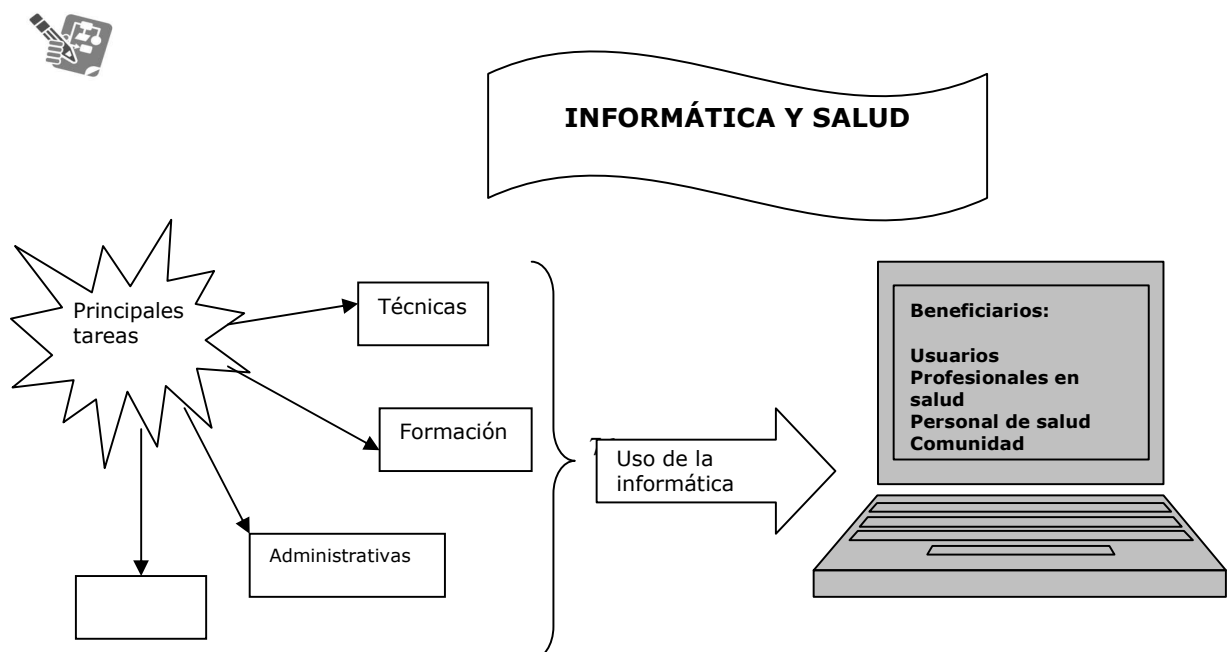 INFORMÁTICA Y SALUD
Principales
tareas
Técnicas
Formación
Administrativas
Uso de la
informática
Beneficiarios:
Usuarios
Profesionales en
salud
Personal de salud
Comunidad